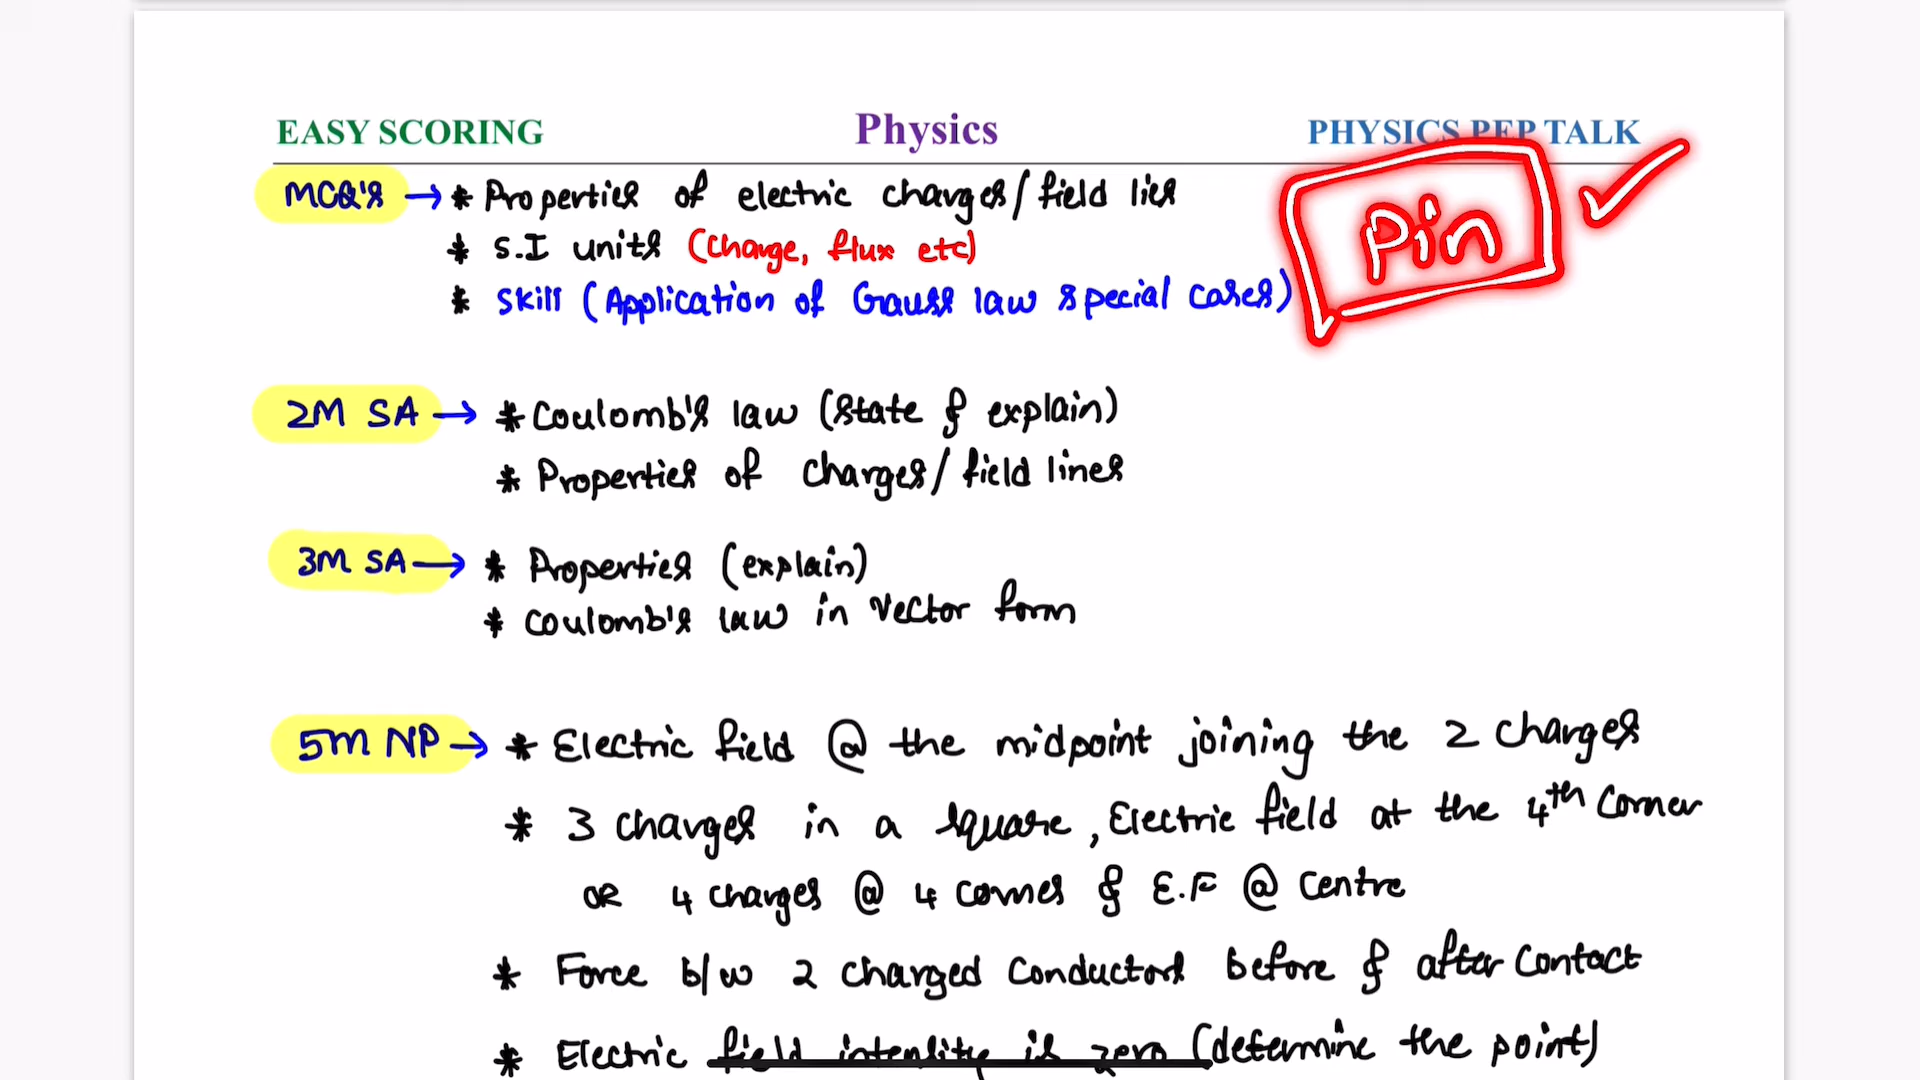 EASY SCORING Physics PHYSICS PEP TALK
MCQ's → * Properties of electric charges/field lies
Pin
* S.I units (charge, flux etc)
* Skill (Application of Gauss law special cases)
2M SA → * Coulomb's law (state & explain)
* Properties of charges/field lines
3M SA → * Properties (explain)
* Coulomb's law in vector form
5M NP → * Electric field @ the midpoint joining the 2 charges
* 3 charges in a square, Electric field at the 4th corner
OR 4 charges @ 4 corners & E.F @ centre
* Force b/w 2 charged conductors before & after contact
* Electric field intensity is zero (determine the point)